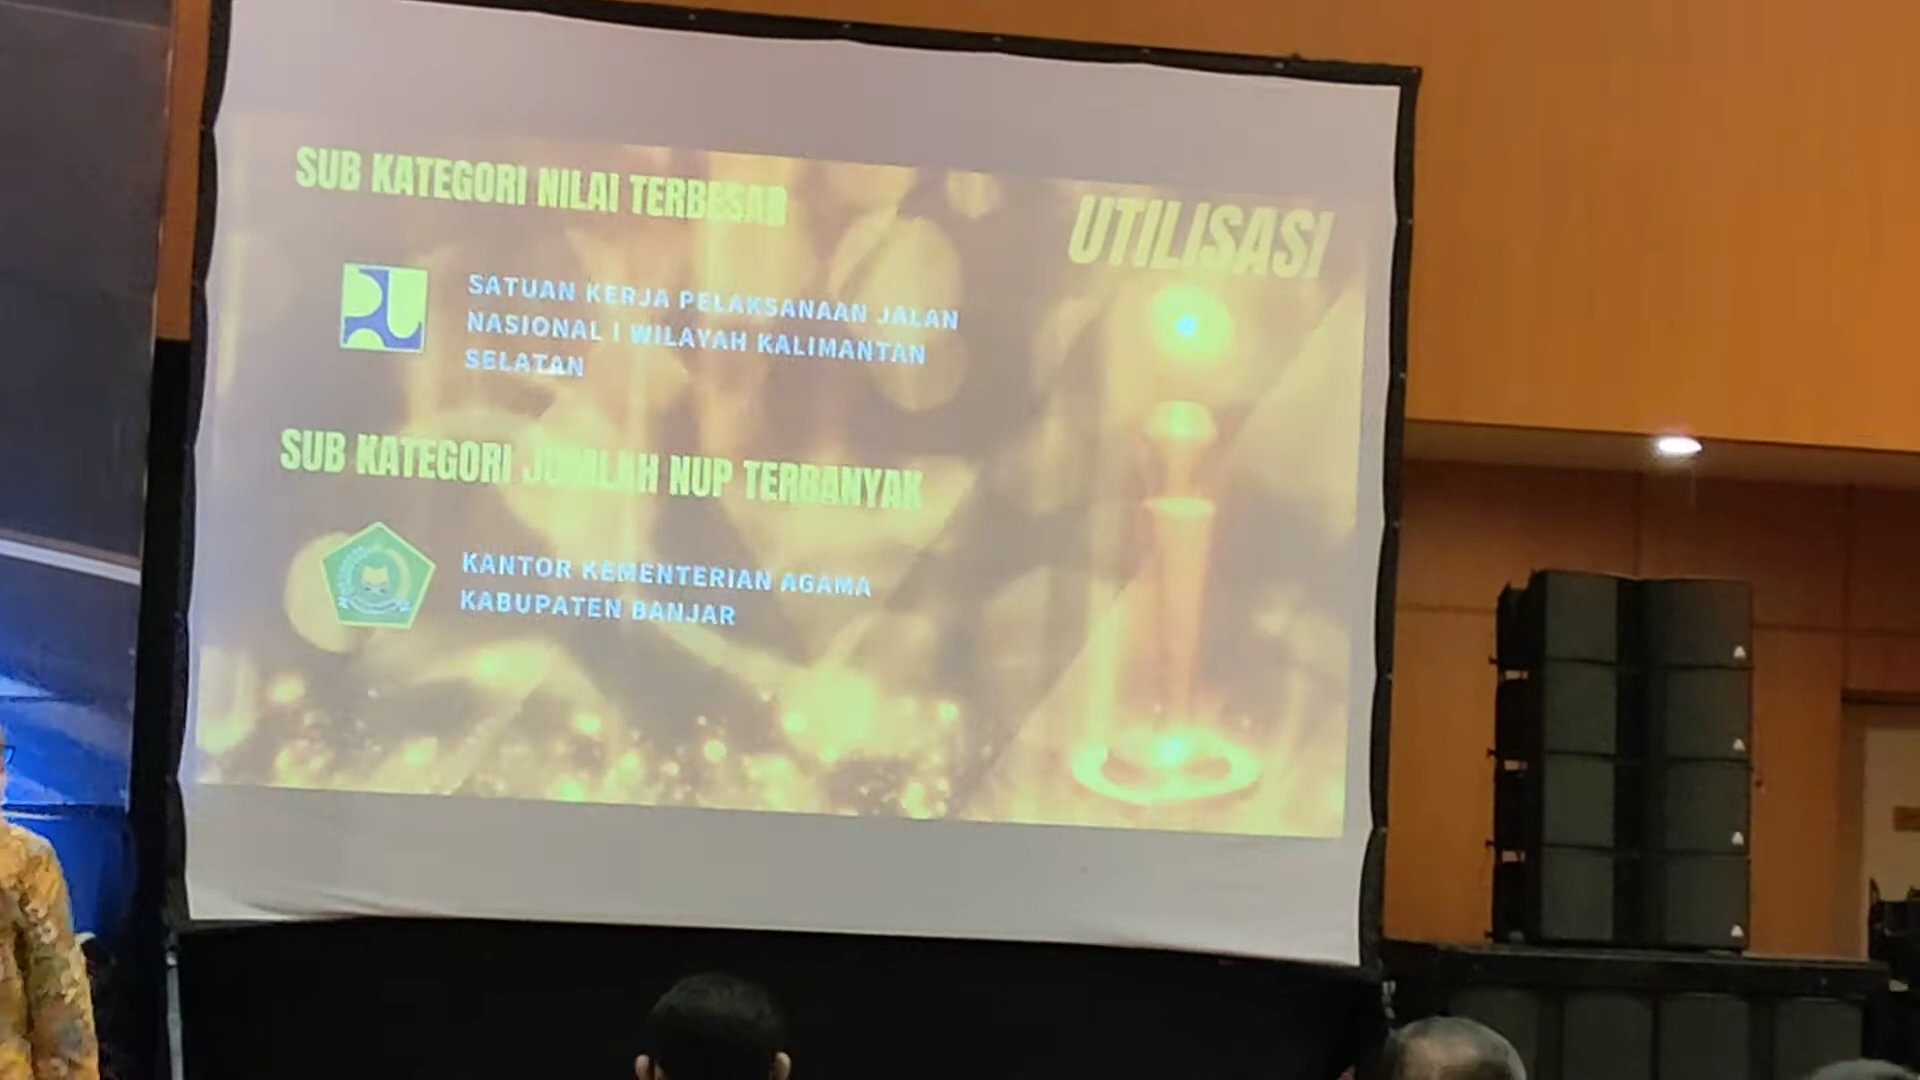 SUB KATEGORI NILAI TERBESAR
UTILISASI
SATUAN KERJA PELAKSANAAN JALAN
NASIONAL I WILAYAH KALIMANTAN
SELATAN
SUB KATEGORI JUMLAH NUP TERBANYAK
KANTOR KEMENTERIAN AGAMA
KABUPATEN BANJAR